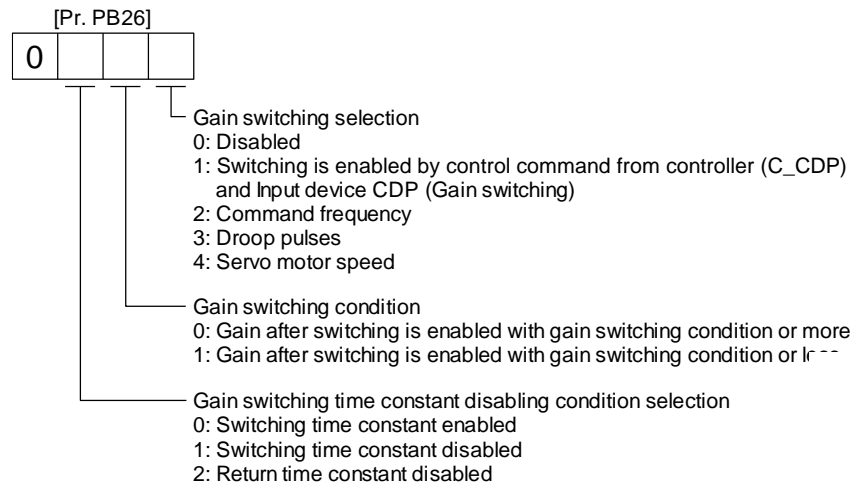 [Pr. PB26]
0
Gain switching selection
0: Disabled
1: Switching is enabled by control command from controller (C_CDP)
and Input device CDP (Gain switching)
2: Command frequency
3: Droop pulses
4: Servo motor speed
Gain switching condition
0: Gain after switching is enabled with gain switching condition or more
1: Gain after switching is enabled with gain switching condition or
Gain switching time constant disabling condition selection
0: Switching time constant enabled
1: Switching time constant disabled
2: Return time constant disabled